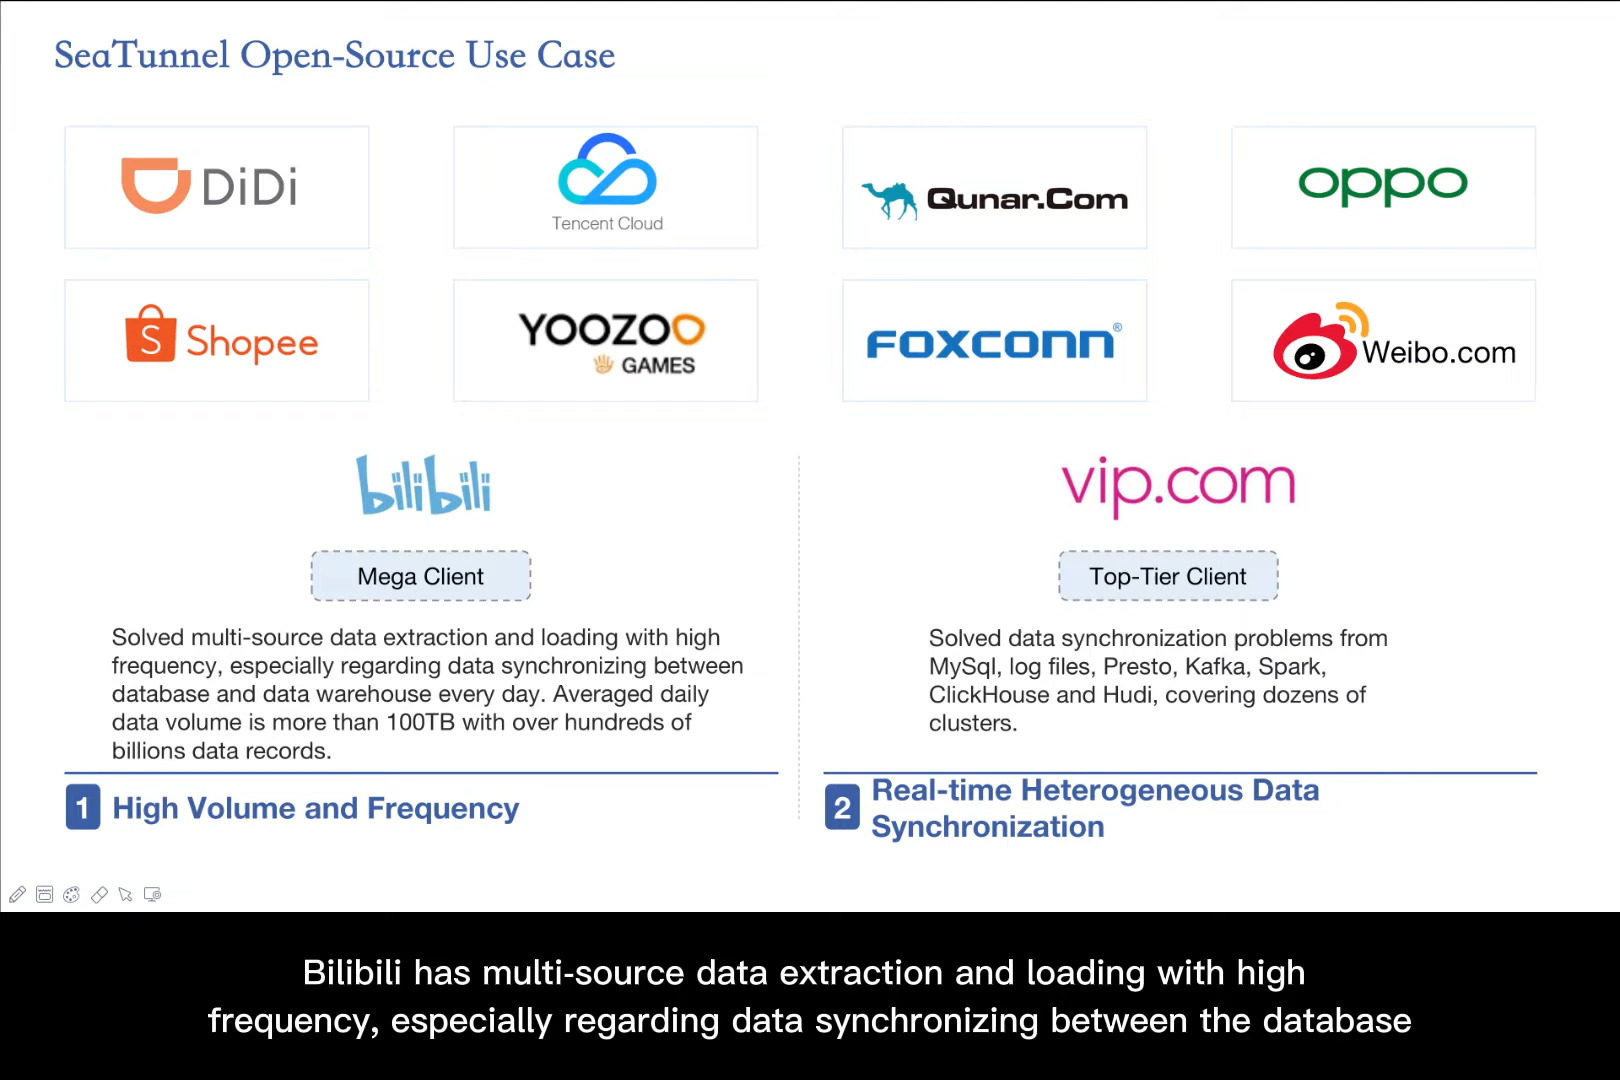 SeaTunnel Open-Source Use Case
DiDi
Tencent Cloud
Qunar.Com
oppo
S Shopee
YOOZOO
GAMES
FOXCONN®
Weibo.com
bilibili
Mega Client
Solved multi-source data extraction and loading with high
frequency, especially regarding data synchronizing between
database and data warehouse every day. Averaged daily
data volume is more than 100TB with over hundreds of
billions data records.
1 High Volume and Frequency
vip.com
Top-Tier Client
Solved data synchronization problems from
MySql, log files, Presto, Kafka, Spark,
ClickHouse and Hudi, covering dozens of
clusters.
2 Real-time Heterogeneous Data
Synchronization
Bilibili has multi-source data extraction and loading with high
frequency, especially regarding data synchronizing between the database